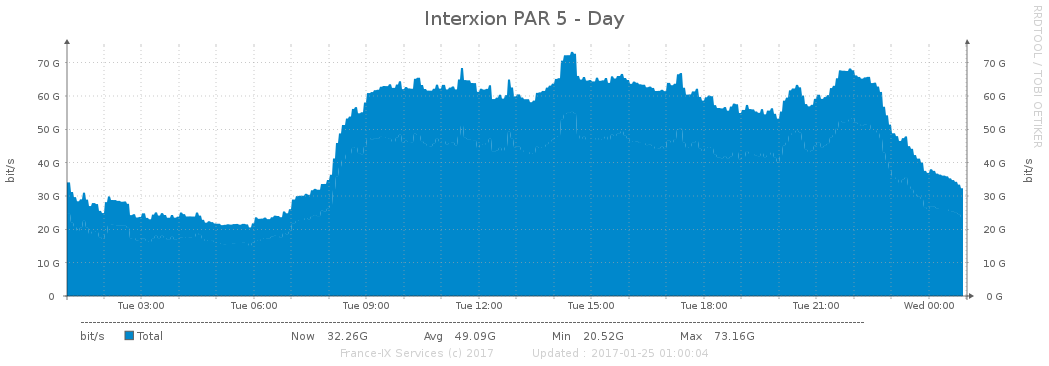 Interxion PAR 5 - Day
RRDTOOL / TOBI OETIKER
bit/s
70 G 70 G
60 G 60 G
50 G 50 G
40 G 40 G
30 G 30 G
20 G 20 G
10 G 10 G
0 0 G
bit/s
Tue 03:00 Tue 06:00 Tue 09:00 Tue 12:00 Tue 15:00 Tue 18:00 Tue 21:00 Wed 00:00
bit/s Total Now 32.26G Avg 49.09G Min 20.52G Max 73.16G
France-IX Services (c) 2017 Updated : 2017-01-25 01:00:04